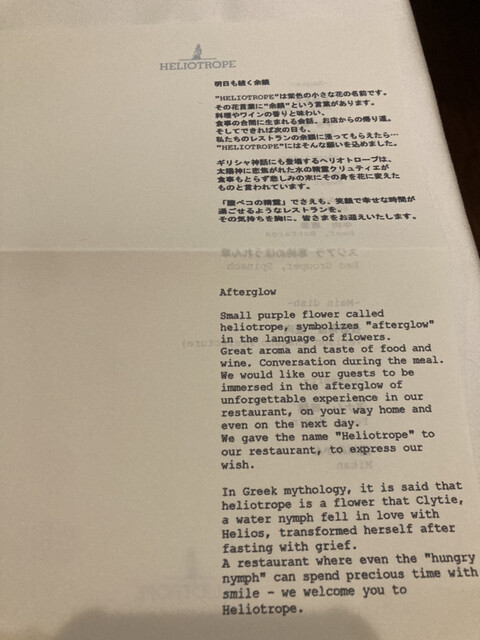 HELIOTROPE
明日も続く余韻
"HELIOTROPE"は紫色の小さな花の名前です。
その花言葉に"余韻"という言葉があります。
料理やワインの香りと味わい、
食事の合間に生まれる会話、お店からの帰り道。
そしてできれば次の日も、
私たちのレストランの余韻に浸ってもらえたら…
"HELIOTROPE"にはそんな願いを込めました。
ギリシャ神話にも登場するヘリオトロープは、
太陽神に恋焦がれた水の精霊クリュティエが
食事もとらず悲しみの末にその身を花に変えた
ものと言われています。
「腹ペコの精霊」でさえも、笑顔で幸せな時間が
過ごせるようなレストランを。
その気持ちを胸に、皆さまをお迎えいたします。
Afterglow
Small purple flower called
heliotrope, symbolizes "afterglow"
in the language of flowers.
Great aroma and taste of food and
wine. Conversation during the meal.
We would like our guests to be
immersed in the afterglow of
unforgettable experience in our
restaurant, on your way home and
even on the next day.
We gave the name "Heliotrope" to
our restaurant, to express our
wish.
In Greek mythology, it is said that
heliotrope is a flower that Clytie,
a water nymph fell in love with
Helios, transformed herself after
fasting with grief.
A restaurant where even the "hungry
nymph" can spend precious time with
smile - we welcome you to
Heliotrope.